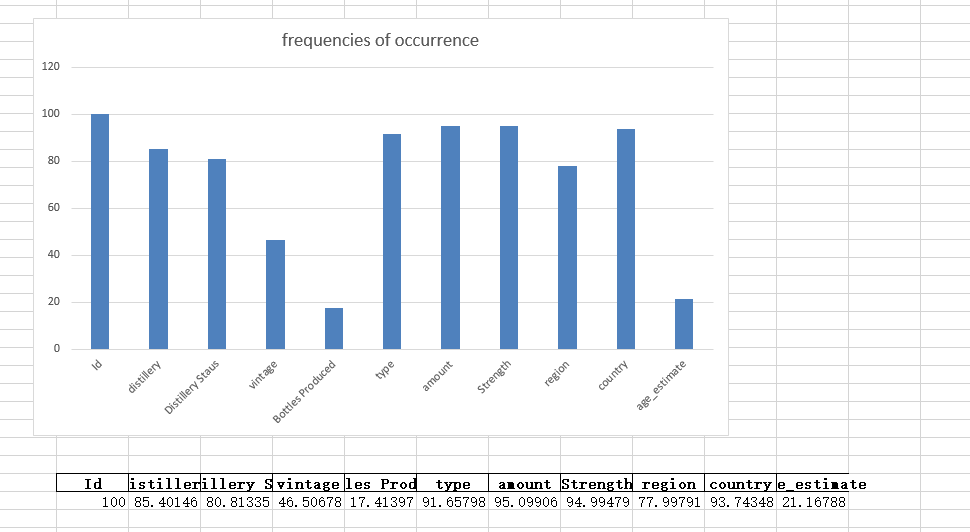 frequencies of occurrence
120
100
80
60
40
20
0
Id
distillery
Distillery Staus
vintage
Bottles Produced
type
amount
Strength
region
country
age_estimate
Id istiller illery S vintage les Prod type amount Strength region country e_estimate
100 85.40146 80.81335 46.50678 17.41397 91.65798 95.09906 94.99479 77.99791 93.74348 21.16788